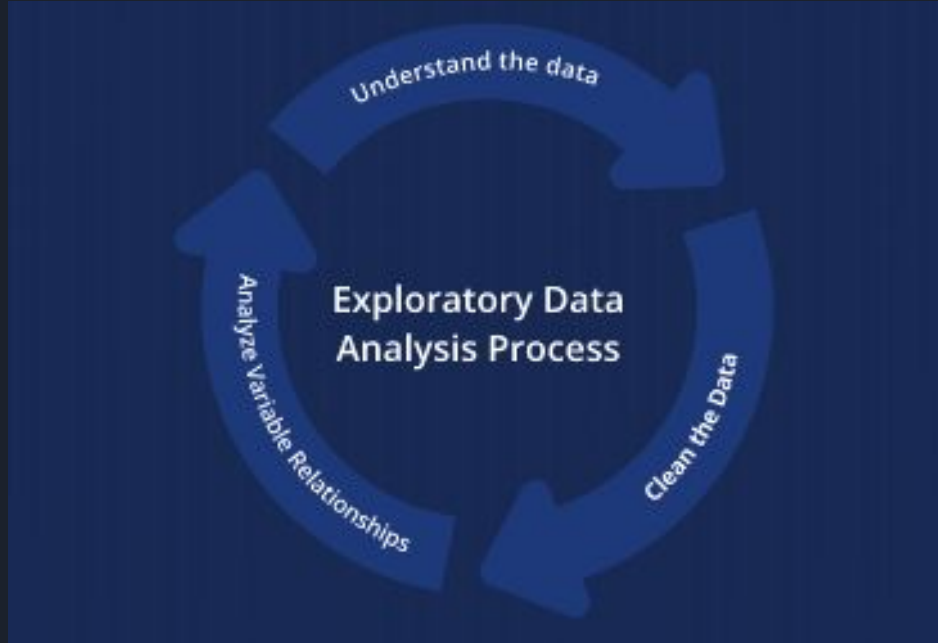 Understand the data
Exploratory Data
Analysis Process
Clean the Data
Analyze Variable Relationships